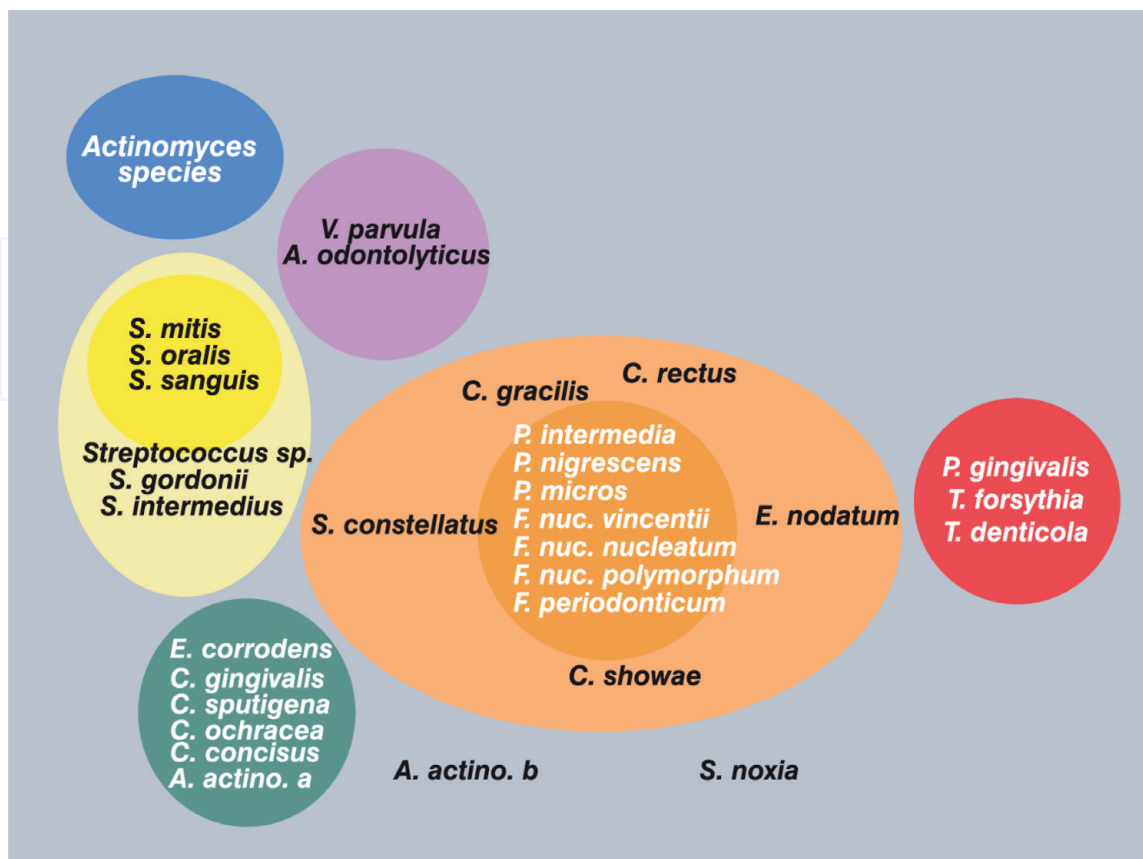 Actinomyces
species
V. parvula
A. odontolyticus
S. mitis
S. oralis
S. sanguis
Streptococcus sp.
S. gordonii
S. intermedius
C. gracilis
C. rectus
P. intermedia
P. nigrescens
P. micros
F. nuc. vincentii
F. nuc. nucleatum
F. nuc. polymorphum
F. periodonticum
S. constellatus
E. nodatum
C. showae
P. gingivalis
T. forsythia
T. denticola
E. corrodens
C. gingivalis
C. sputigena
C. ochracea
C. concisus
A. actino. a
A. actino. b
S. noxia